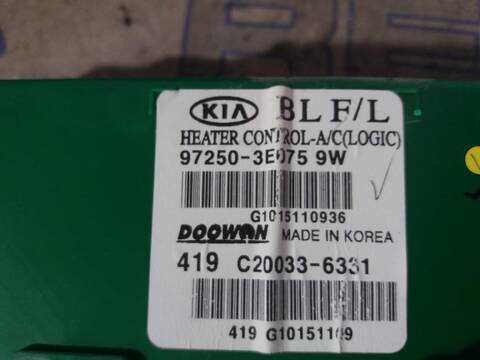 KIA BL F/L
HEATER CONTROL-A/C(LOGIC)
97250-3E075 9W
G1015110936
DOOWON MADE IN KOREA
419 C20033-6331
419 G10151109